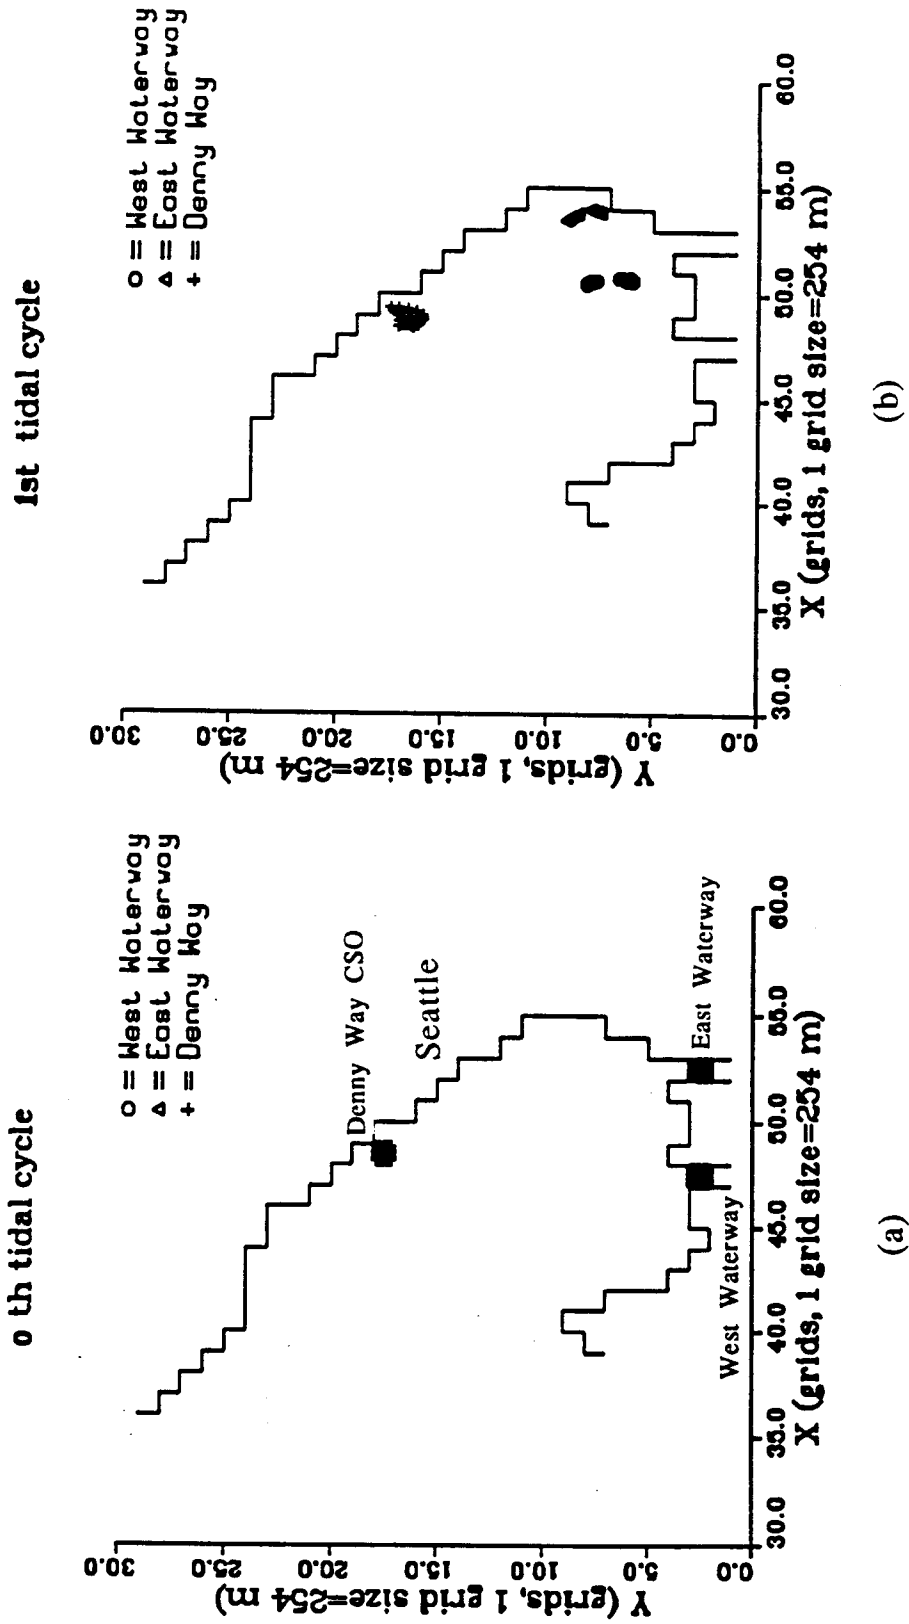 0 th tidal cycle
o = West Waterway
Δ = East Waterway
+ = Denny Way
Denny Way CSO
Seattle
East Waterway
West Waterway
30.0
25.0
20.0
15.0
10.0
5.0
0.0
Y (grids, 1 grid size=254 m)
30.0
35.0
40.0
45.0
50.0
55.0
60.0
X (grids, 1 grid size=254 m)
(a)
1st tidal cycle
o = West Waterway
Δ = East Waterway
+ = Denny Way
30.0
25.0
20.0
15.0
10.0
5.0
0.0
Y (grids, 1 grid size=254 m)
30.0
35.0
40.0
45.0
50.0
55.0
60.0
X (grids, 1 grid size=254 m)
(b)